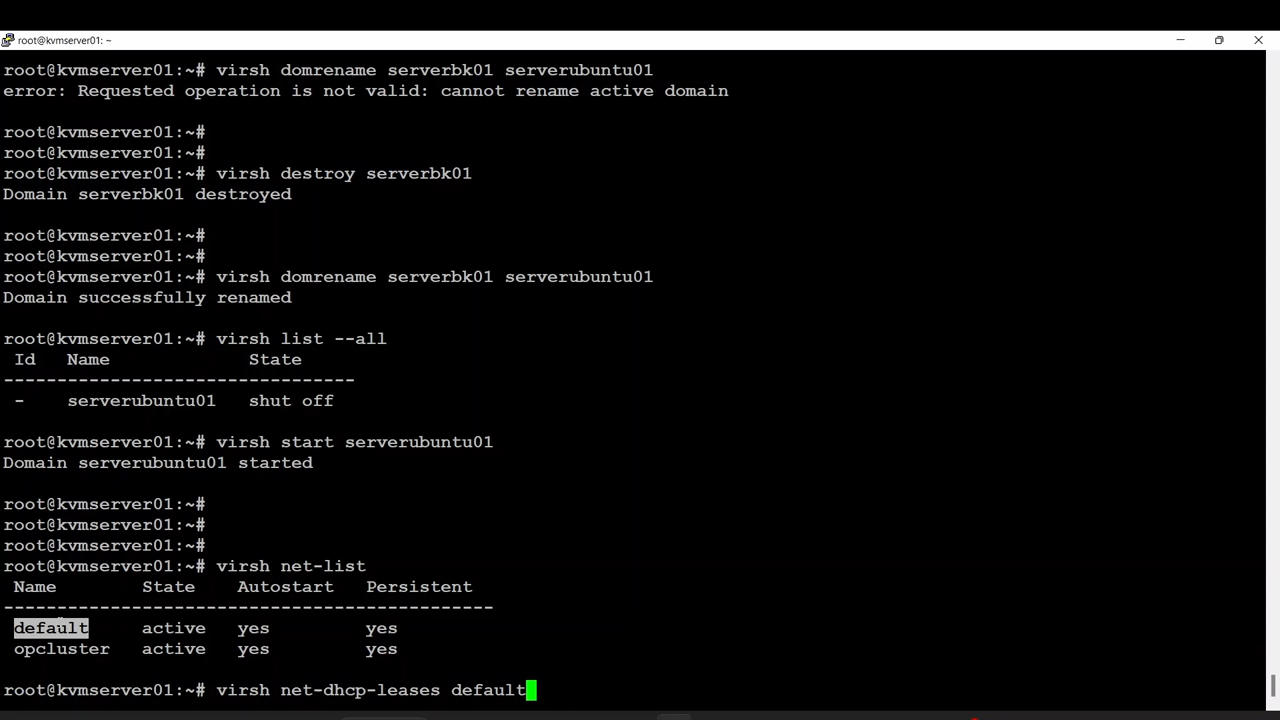 root@kvmserver01: ~
root@kvmserver01:~# virsh domrename serverbk01 serverubuntu01
error: Requested operation is not valid: cannot rename active domain
root@kvmserver01:~#
root@kvmserver01:~#
root@kvmserver01:~# virsh destroy serverbk01
Domain serverbk01 destroyed
root@kvmserver01:~#
root@kvmserver01:~#
root@kvmserver01:~# virsh domrename serverbk01 serverubuntu01
Domain successfully renamed
root@kvmserver01:~# virsh list --all
Id Name State
---------------------------------
- serverubuntu01 shut off
root@kvmserver01:~# virsh start serverubuntu01
Domain serverubuntu01 started
root@kvmserver01:~#
root@kvmserver01:~#
root@kvmserver01:~#
root@kvmserver01:~# virsh net-list
Name State Autostart Persistent
----------------------------------------------
default active yes yes
opcluster active yes yes
root@kvmserver01:~# virsh net-dhcp-leases default